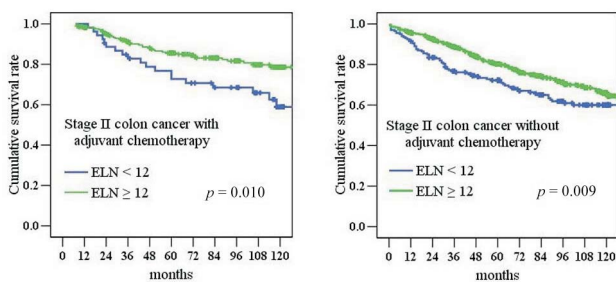 Cumulative survival rate
1.0
0.8
0.6
0.4
0.2
0.0
Stage II colon cancer with
adjuvant chemotherapy
ELN < 12
ELN ≥ 12
p = 0.010
0 12 24 36 48 60 72 84 96 108 120
months
Cumulative survival rate
1.0
0.8
0.6
0.4
0.2
0.0
Stage II colon cancer without
adjuvant chemotherapy
ELN < 12
ELN ≥ 12
p = 0.009
0 12 24 36 48 60 72 84 96 108 120
months